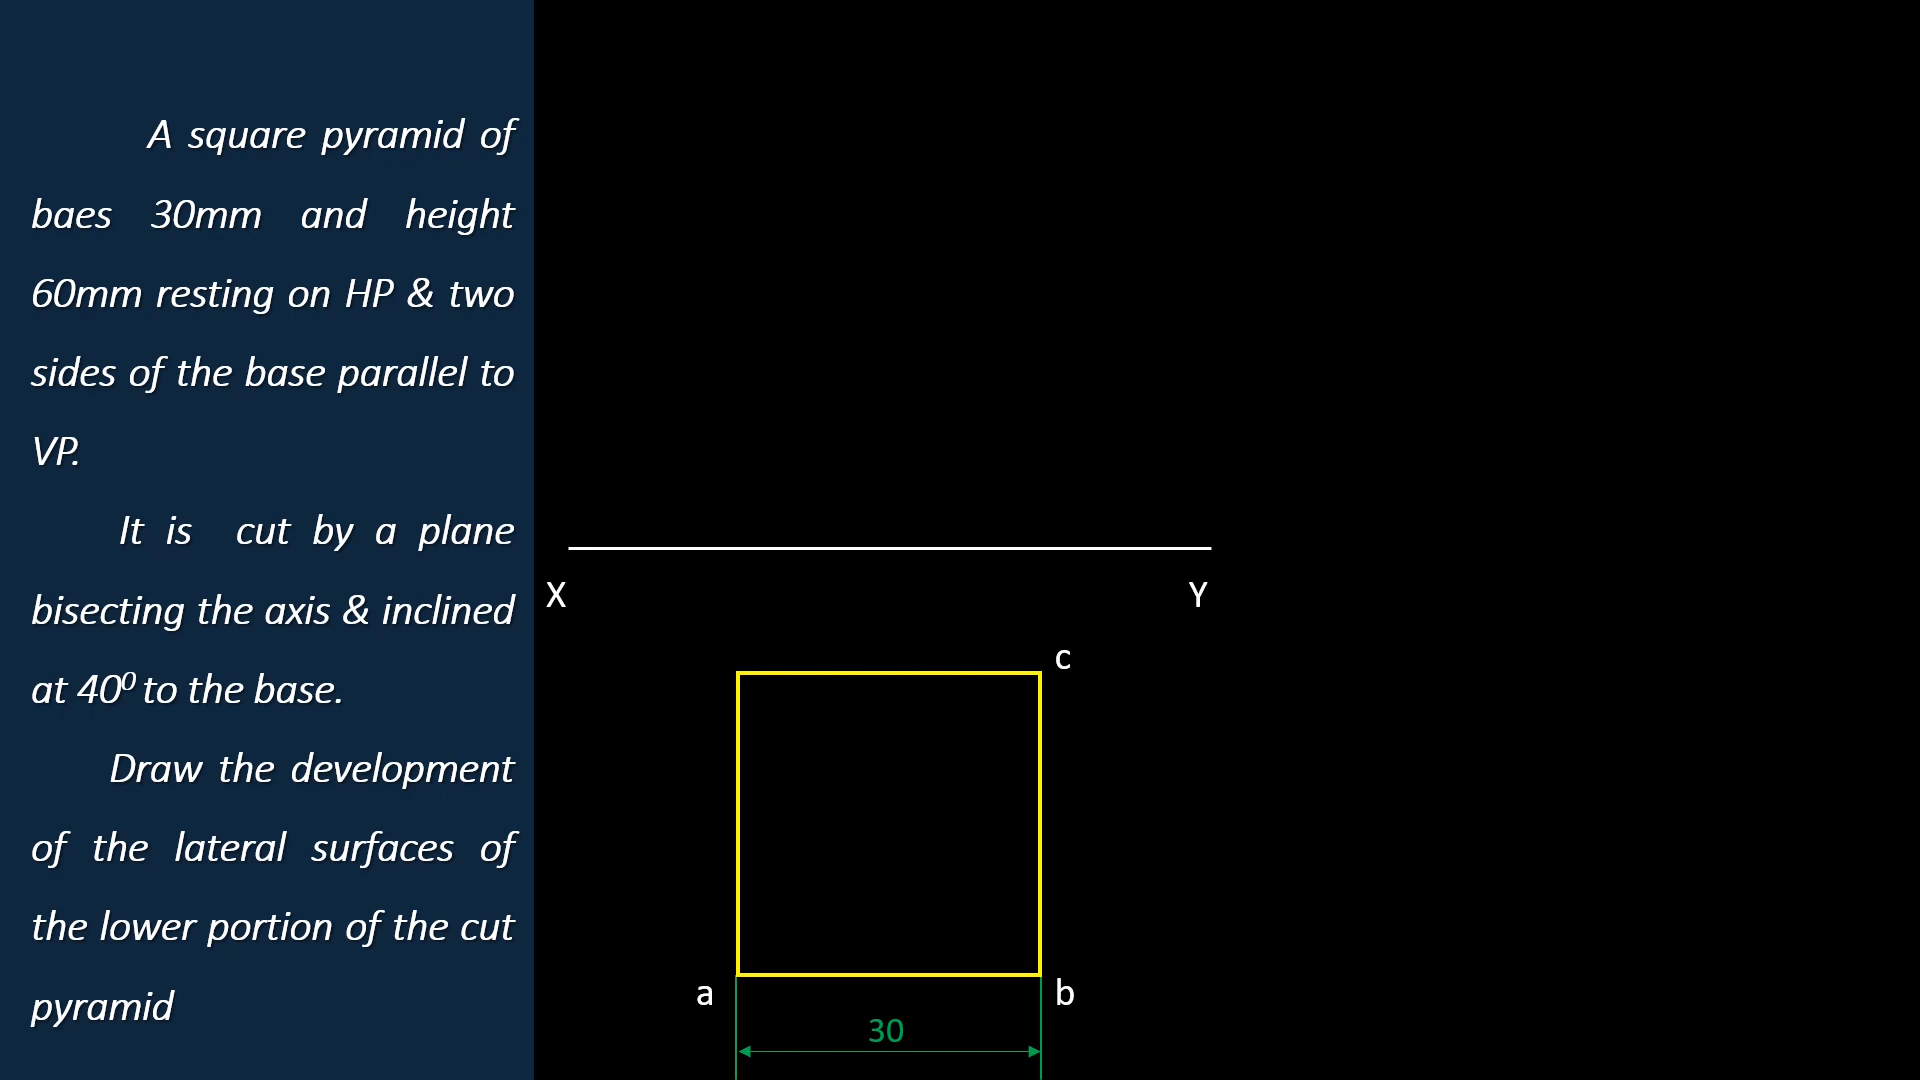 A square pyramid of
baes 30mm and height
60mm resting on HP & two
sides of the base parallel to
VP.
It is cut by a plane
bisecting the axis & inclined
at 40⁰ to the base.
Draw the development
of the lateral surfaces of
the lower portion of the cut
pyramid
X
Y
c
a
b
30